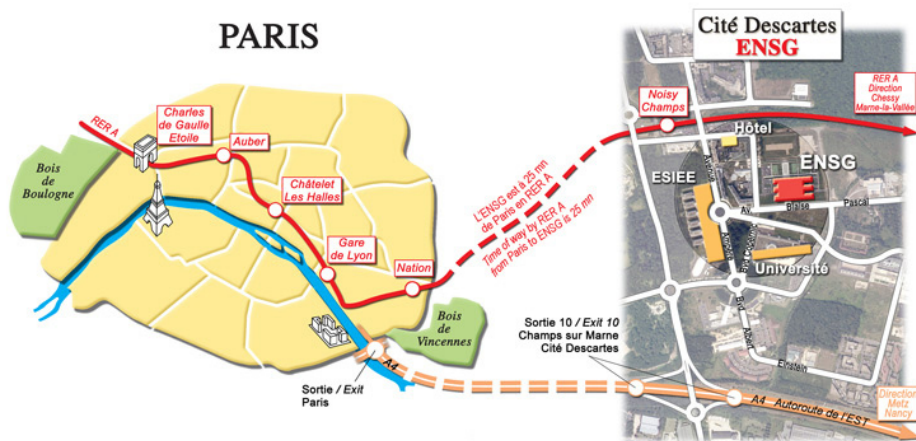 PARIS
Cité Descartes
ENSG
RER A
Charles
de Gaulle
Etoile
Auber
Châtelet
Les Halles
Gare
de Lyon
Nation
Bois
de
Boulogne
Bois
de
Vincennes
L'ENSG est à 25 mn
de Paris en RER A
Time of way by RER A
from Paris to ENSG is 25 mn
Noisy
Champs
RER A
Direction
Chessy
Marne-la-Vallée
Hôtel
ENSG
ESIEE
Av.
Blaise
Pascal
Université
Bvd
Albert
Einstein
Sortie 10 / Exit 10
Champs sur Marne
Cité Descartes
Sortie / Exit
Paris
A4
A4 Autoroute de l'EST
Direction
Metz
Nancy